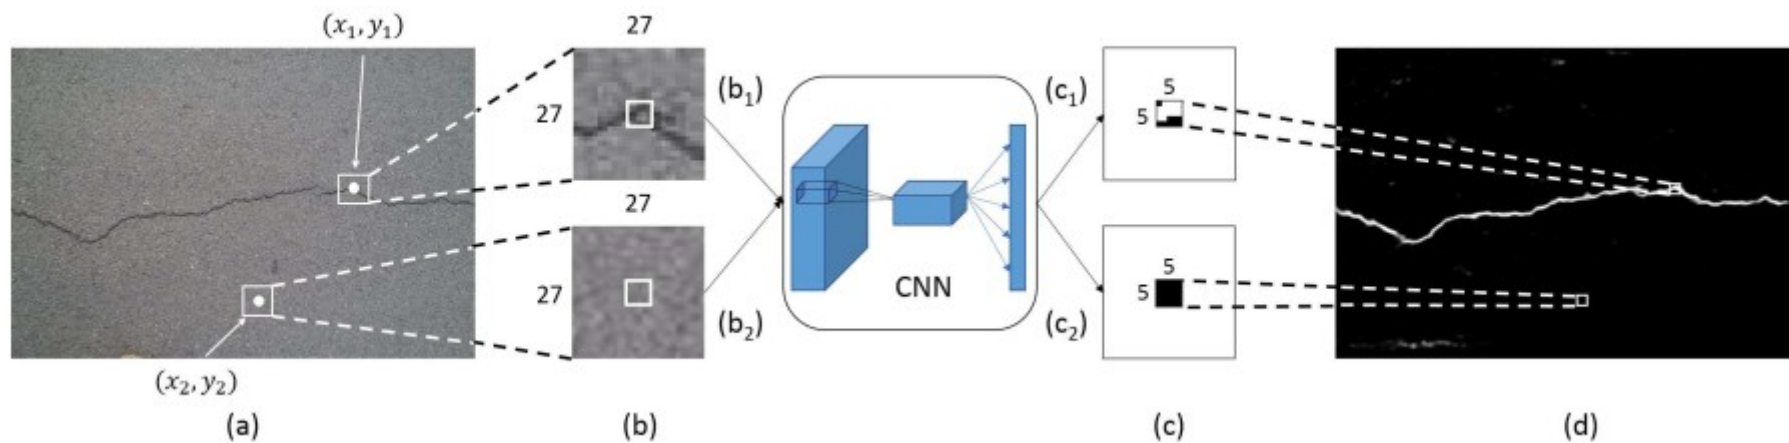 (x₁, y₁)
27
27
(b₁)
27
27
(b₂)
CNN
(c₁)
5
5
5
5
(c₂)
(x₂, y₂)
(a)
(b)
(c)
(d)